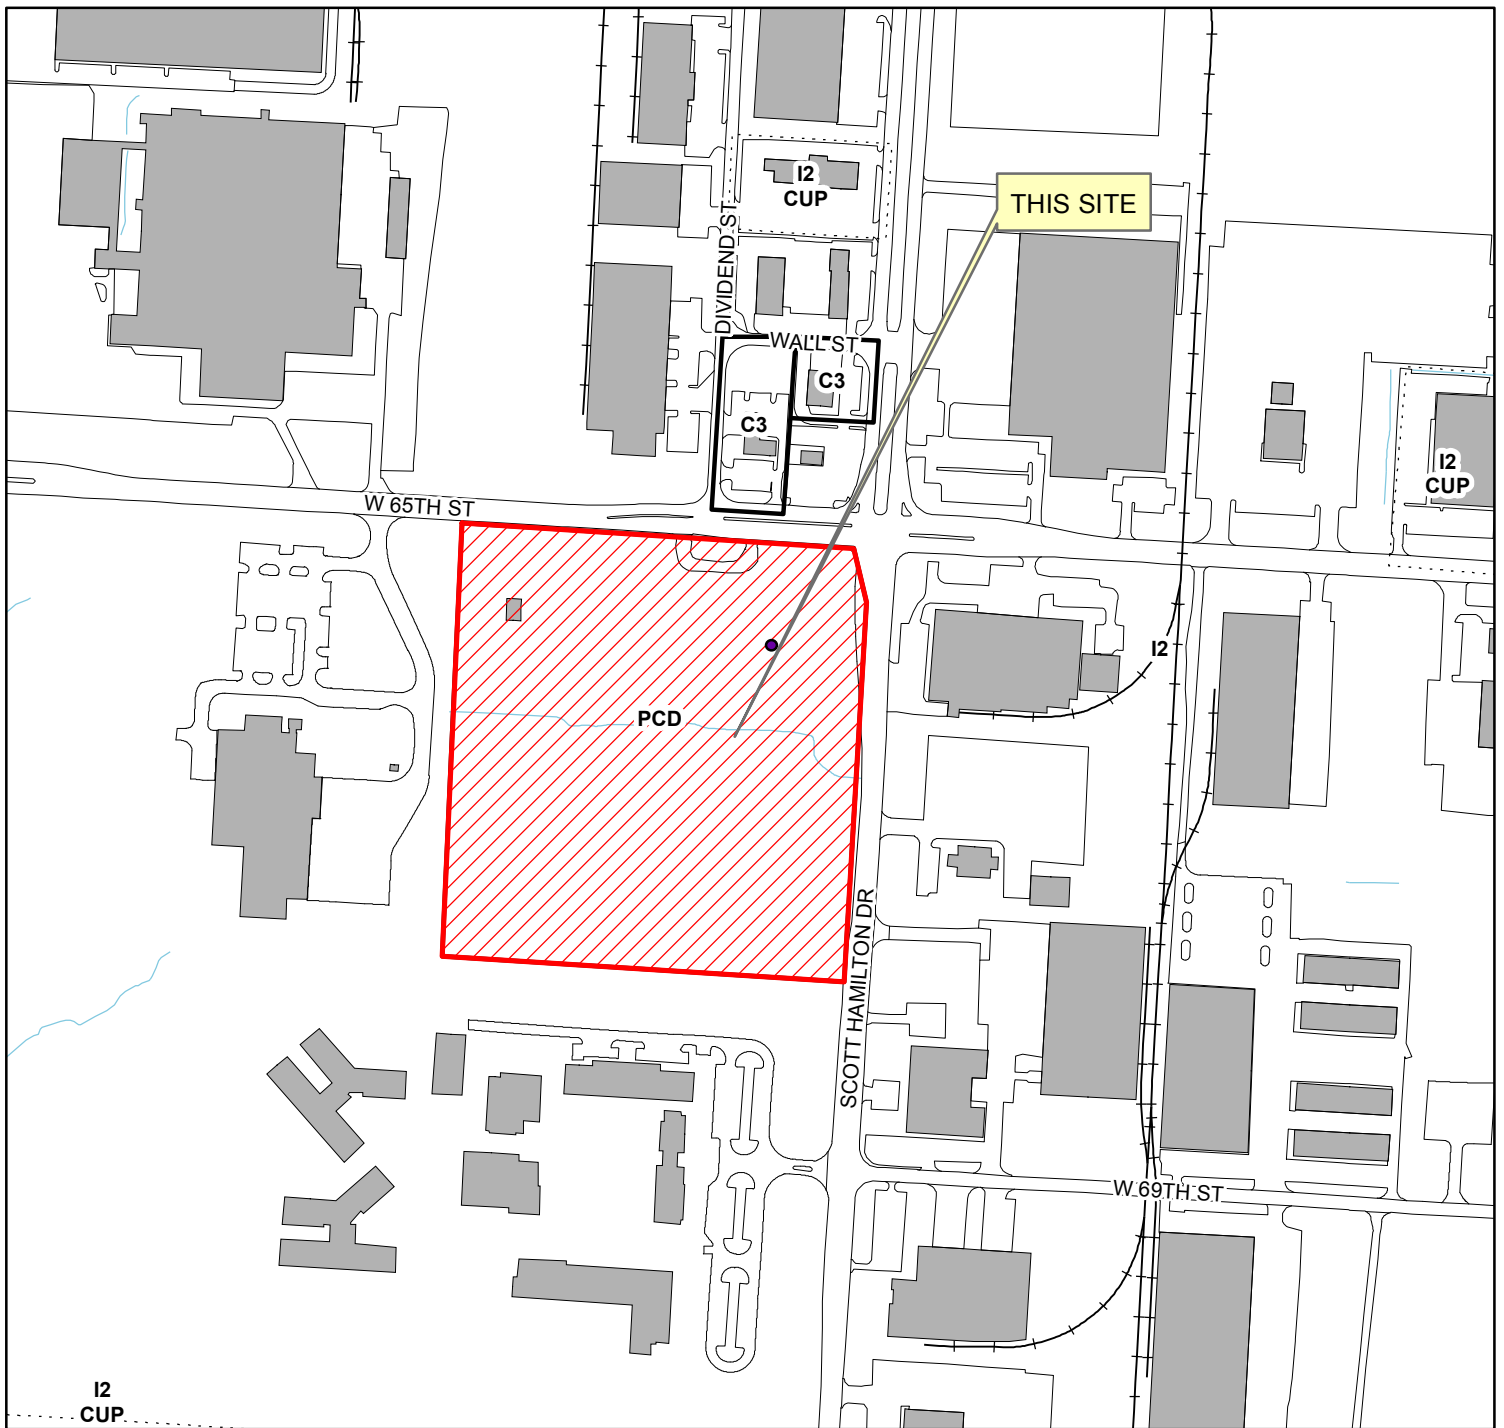 I2
CUP
THIS SITE
DIVIDEND ST
WALL ST
C3
C3
I2
CUP
W 65TH ST
I2
PCD
SCOTT HAMILTON DR
W 69TH ST
I2
CUP